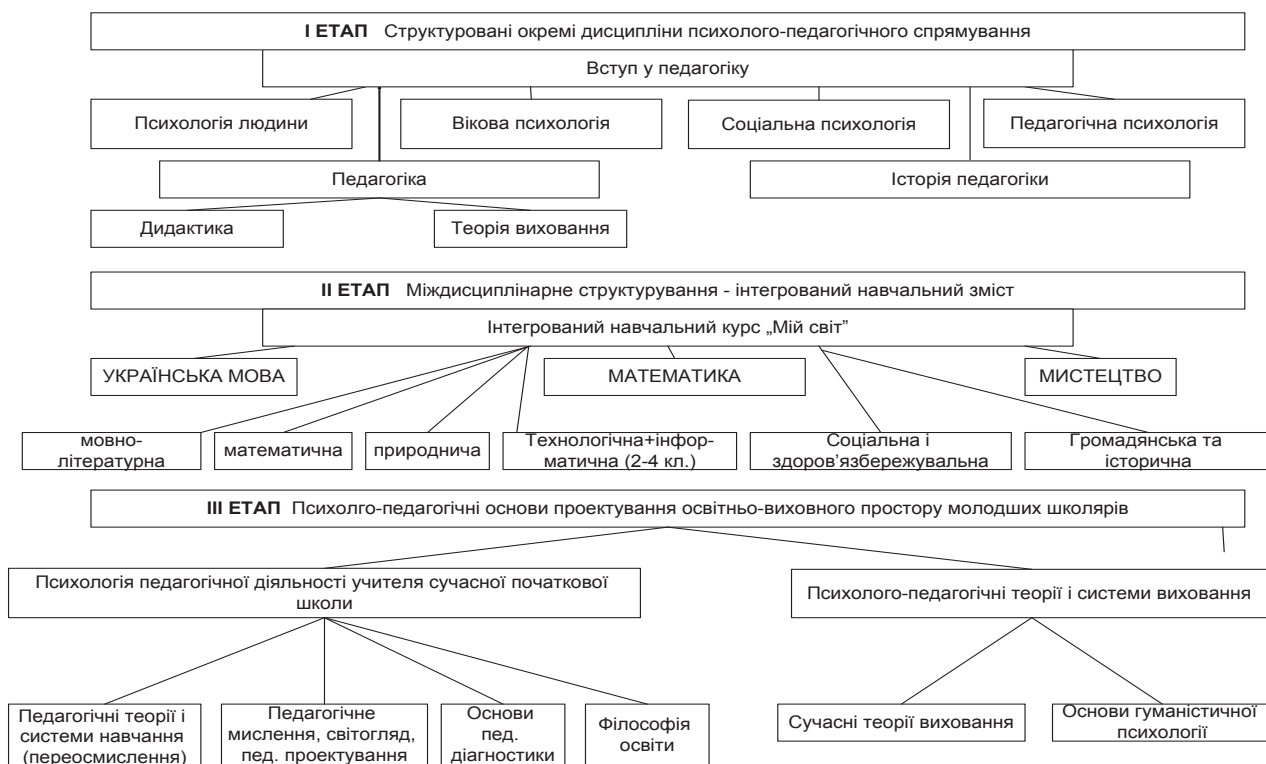 І ЕТАП Структуровані окремі дисципліни психолого-педагогічного спрямування
Вступ у педагогіку
Психологія людини
Вікова психологія
Соціальна психологія
Педагогічна психологія
Педагогіка
Історія педагогіки
Дидактика
Теорія виховання
ІІ ЕТАП Міждисциплінарне структурування - інтегрований навчальний зміст
Інтегрований навчальний курс „Мій світ”
УКРАЇНСЬКА МОВА
МАТЕМАТИКА
МИСТЕЦТВО
мовно-
літературна
математична
природнича
Технологічна+інфор-
матична (2-4 кл.)
Соціальна і
здоров'язбережувальна
Громадянська та
історична
ІІІ ЕТАП Психолго-педагогічні основи проектування освітньо-виховного простору молодших школярів
Психологія педагогічної діяльності учителя сучасної початкової
школи
Психолого-педагогічні теорії і системи виховання
Педагогічні теорії і
системи навчання
(переосмислення)
Педагогічне
мислення, світогляд,
пед. проектування
Основи
пед.
діагностики
Філософія
освіти
Сучасні теорії виховання
Основи гуманістичної
психології